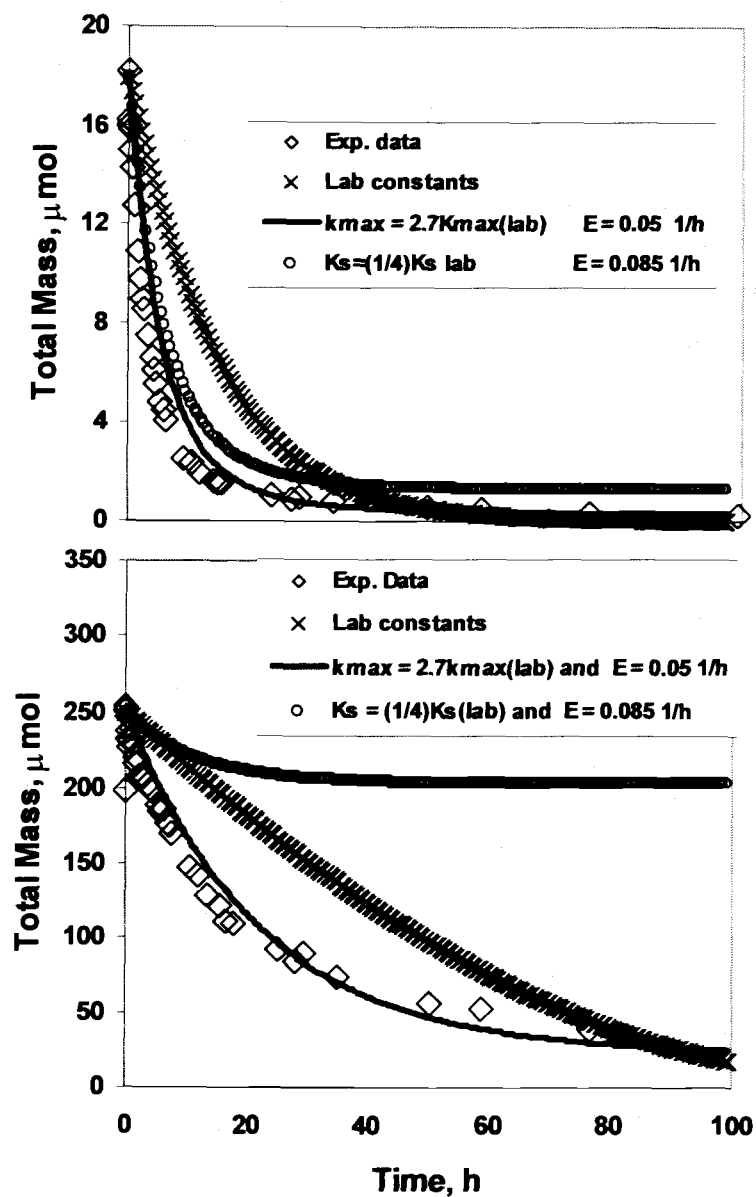 20
16
12
8
4
0
Total Mass, μmol
◇ Exp. data
× Lab constants
kmax = 2.7Kmax(lab) E = 0.05 1/h
○ Ks=(1/4)Ks lab E = 0.085 1/h
350
300
250
200
150
100
50
0
Total Mass, μmol
◇ Exp. Data
× Lab constants
kmax = 2.7kmax(lab) and E = 0.05 1/h
○ Ks = (1/4)Ks(lab) and E = 0.085 1/h
0 20 40 60 80 100
Time, h